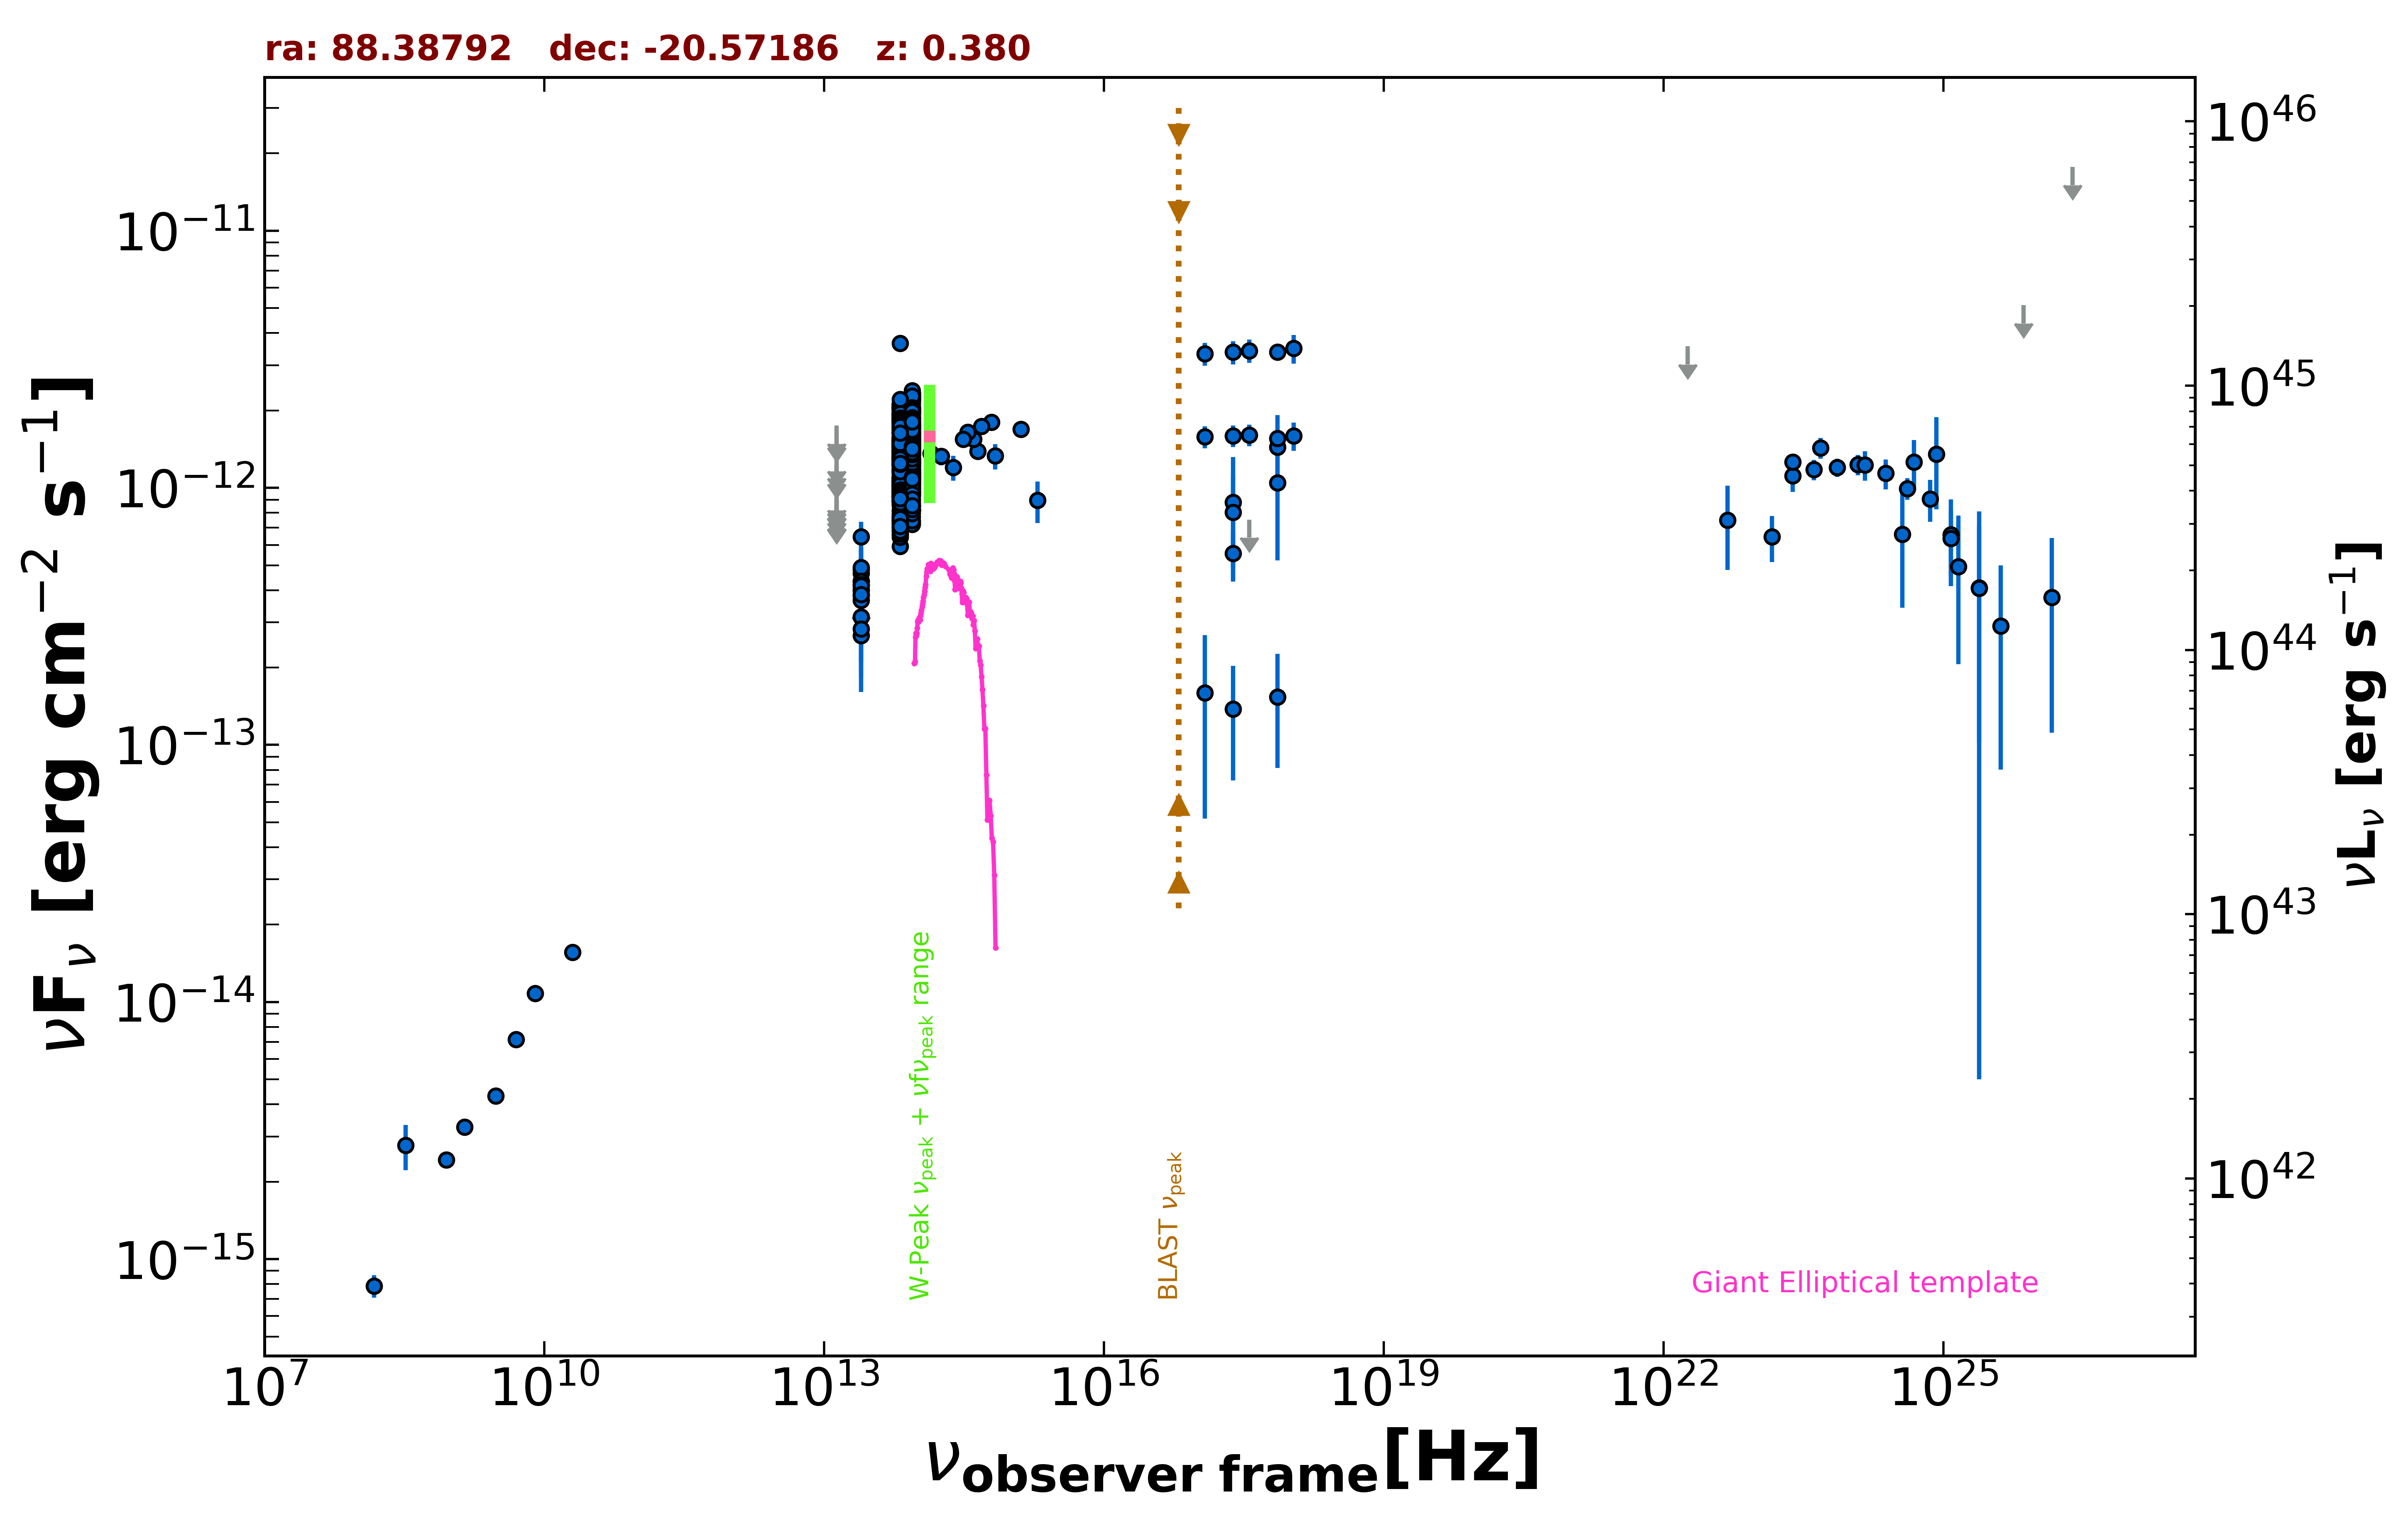 ra: 88.38792 dec: -20.57186 z: 0.380
νFν [erg cm⁻² s⁻¹]
10⁻¹¹
10⁻¹²
10⁻¹³
10⁻¹⁴
10⁻¹⁵
10⁴⁶
10⁴⁵
10⁴⁴
10⁴³
10⁴²
νLν [erg s⁻¹]
W-Peak νpeak + νfνpeak range
BLAST νpeak
Giant Elliptical template
10⁷ 10¹⁰ 10¹³ 10¹⁶ 10¹⁹ 10²² 10²⁵
νobserver frame[Hz]